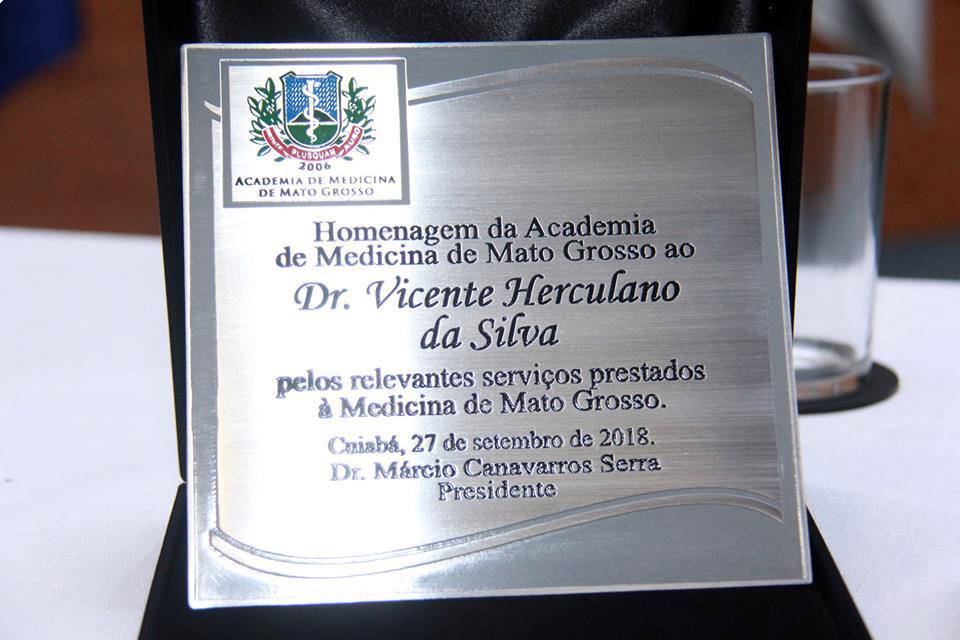 PLUSQUAM
2006
ACADEMIA DE MEDICINA
DE MATO GROSSO
Homenagem da Academia
de Medicina de Mato Grosso ao
Dr. Vicente Herculano
da Silva
pelos relevantes serviços prestados
à Medicina de Mato Grosso.
Cuiabá, 27 de setembro de 2018.
Dr. Márcio Canavarros Serra
Presidente